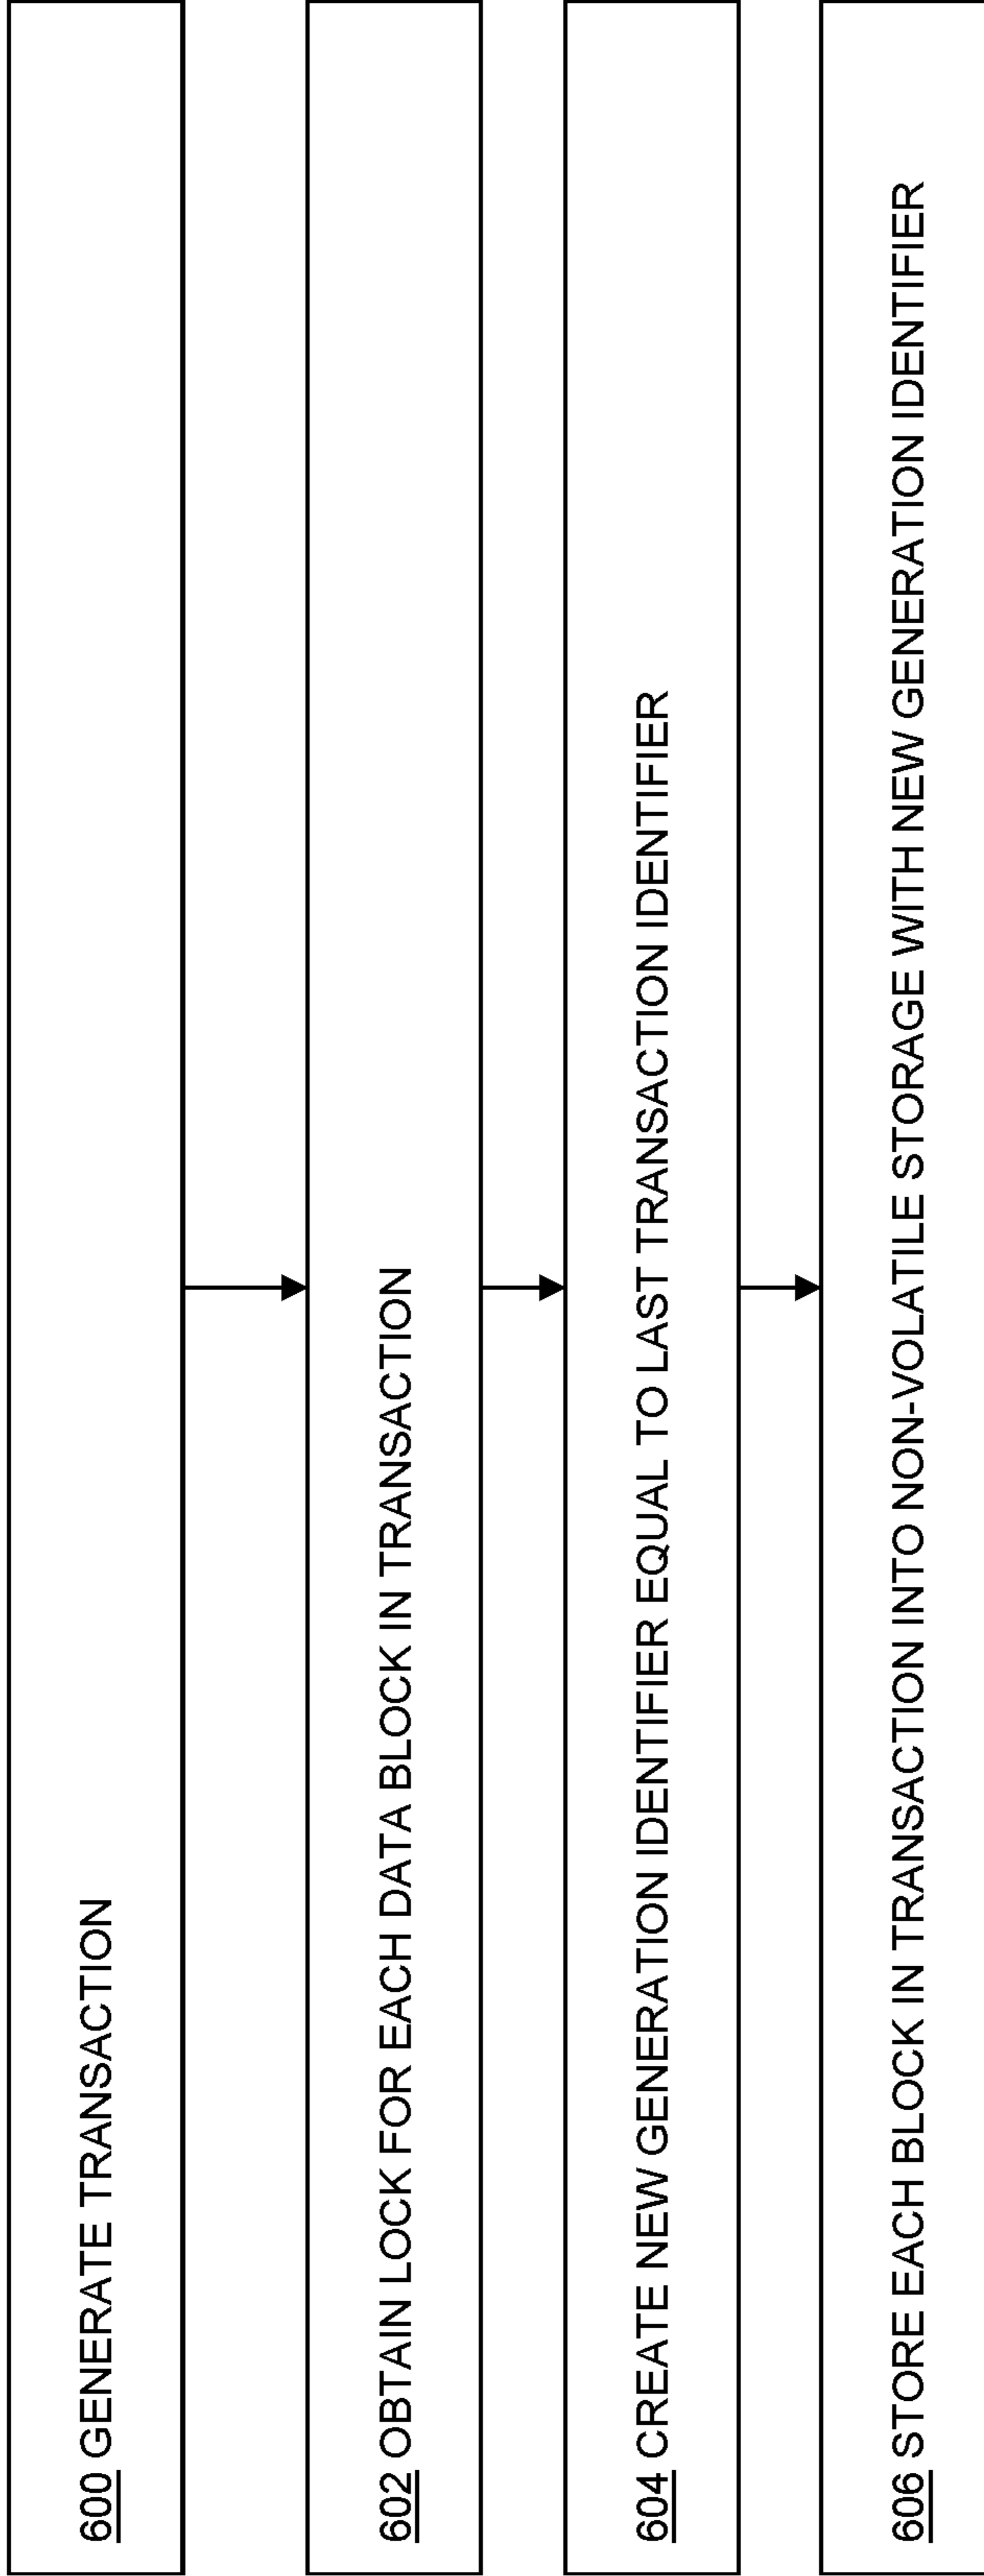 600 GENERATE TRANSACTION
602 OBTAIN LOCK FOR EACH DATA BLOCK IN TRANSACTION
604 CREATE NEW GENERATION IDENTIFIER EQUAL TO LAST TRANSACTION IDENTIFIER
606 STORE EACH BLOCK IN TRANSACTION INTO NON-VOLATILE STORAGE WITH NEW GENERATION IDENTIFIER